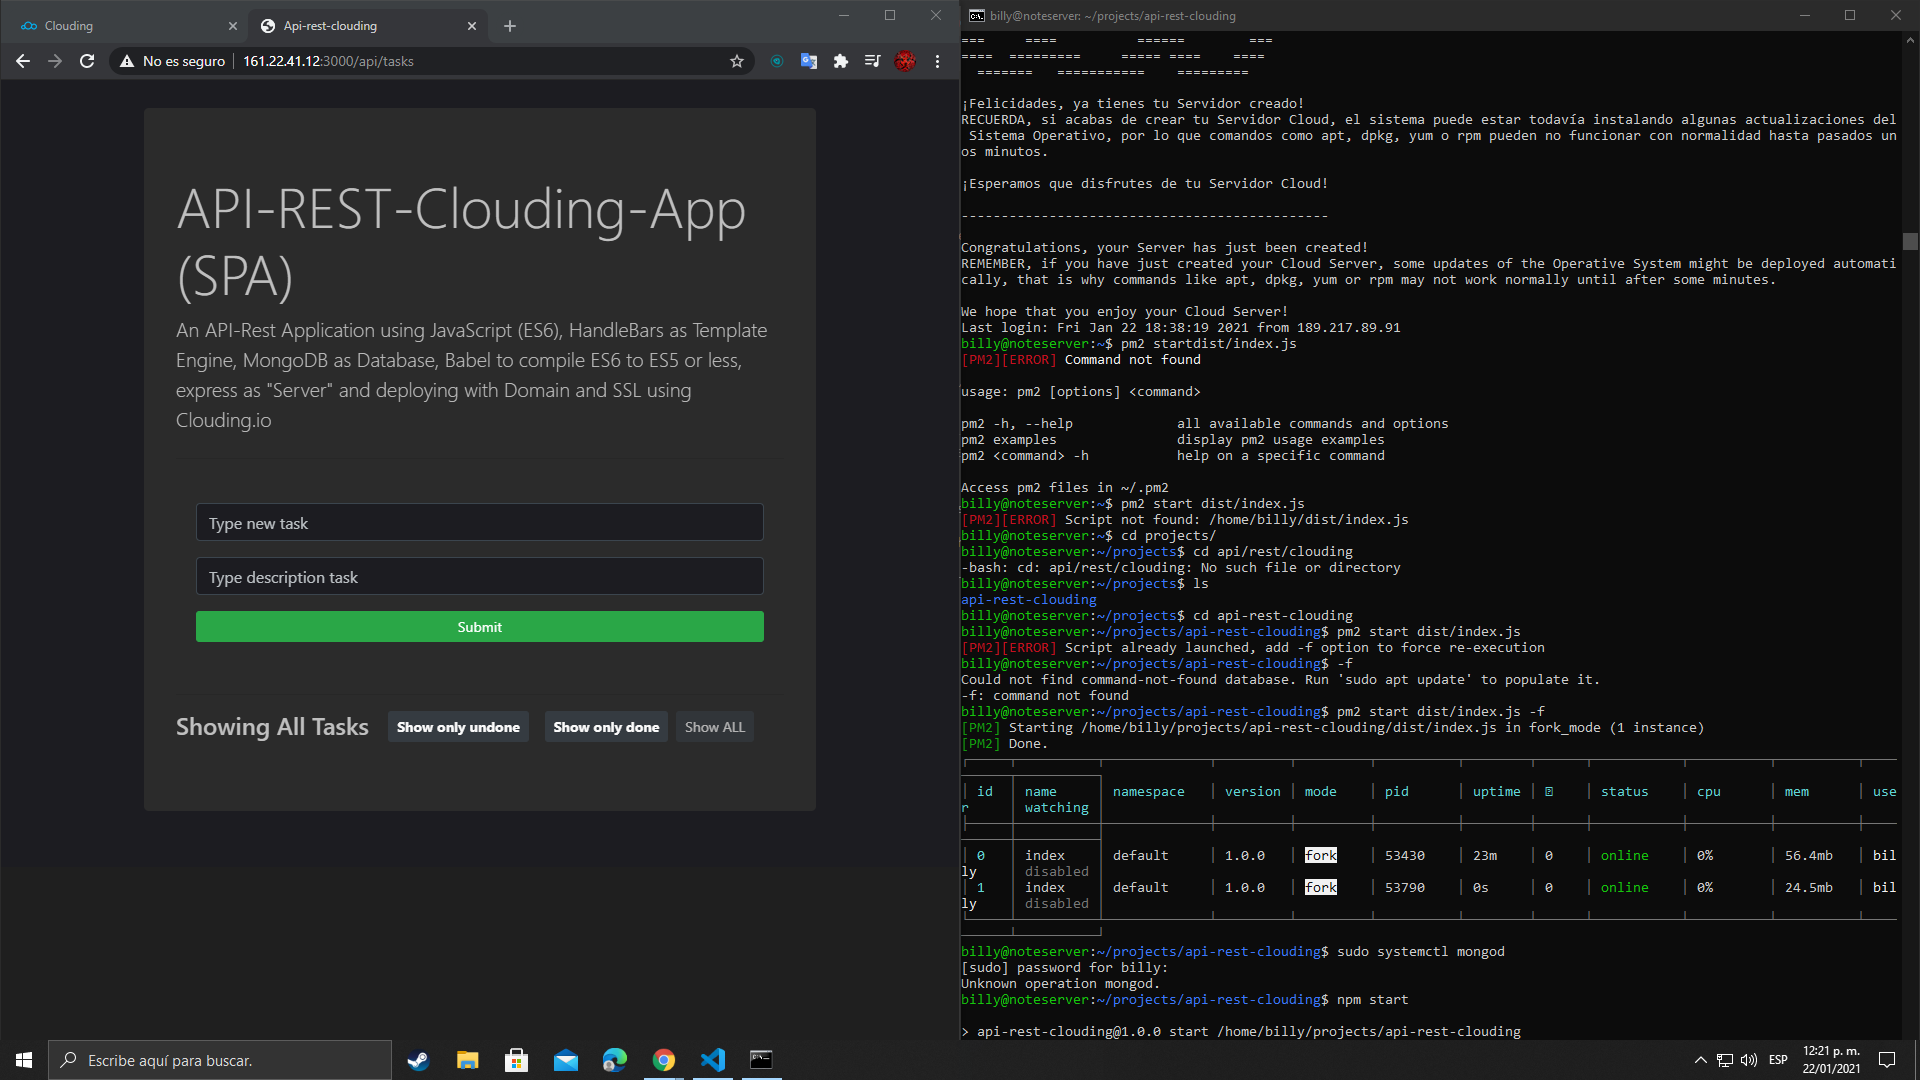 Clouding
Api-rest-clouding
No es seguro
161.22.41.12:3000/api/tasks
API-REST-Clouding-App
(SPA)
An API-Rest Application using JavaScript (ES6), HandleBars as Template
Engine, MongoDB as Database, Babel to compile ES6 to ES5 or less,
express as "Server" and deploying with Domain and SSL using
Clouding.io
Type new task
Type description task
Submit
Showing All Tasks
Show only undone
Show only done
Show ALL
billy@noteserver: ~/projects/api-rest-clouding
===     ====          ======        ===
====  =========     ===== ====    ====
=======   ===========    =========
¡Felicidades, ya tienes tu Servidor creado!
RECUERDA, si acabas de crear tu Servidor Cloud, el sistema puede estar todavía instalando algunas actualizaciones del
Sistema Operativo, por lo que comandos como apt, dpkg, yum o rpm pueden no funcionar con normalidad hasta pasados un
os minutos.
¡Esperamos que disfrutes de tu Servidor Cloud!
----------------------------------------------
Congratulations, your Server has just been created!
REMEMBER, if you have just created your Cloud Server, some updates of the Operative System might be deployed automati
cally, that is why commands like apt, dpkg, yum or rpm may not work normally until after some minutes.
We hope that you enjoy your Cloud Server!
Last login: Fri Jan 22 18:38:19 2021 from 189.217.89.91
billy@noteserver:~$ pm2 startdist/index.js
[PM2][ERROR] Command not found
usage: pm2 [options] <command>
pm2 -h, --help             all available commands and options
pm2 examples               display pm2 usage examples
pm2 <command> -h           help on a specific command
Access pm2 files in ~/.pm2
billy@noteserver:~$ pm2 start dist/index.js
[PM2][ERROR] Script not found: /home/billy/dist/index.js
billy@noteserver:~$ cd projects/
billy@noteserver:~/projects$ cd api/rest/clouding
-bash: cd: api/rest/clouding: No such file or directory
billy@noteserver:~/projects$ ls
api-rest-clouding
billy@noteserver:~/projects$ cd api-rest-clouding
billy@noteserver:~/projects/api-rest-clouding$ pm2 start dist/index.js
[PM2][ERROR] Script already launched, add -f option to force re-execution
billy@noteserver:~/projects/api-rest-clouding$ -f
Could not find command-not-found database. Run 'sudo apt update' to populate it.
-f: command not found
billy@noteserver:~/projects/api-rest-clouding$ pm2 start dist/index.js -f
[PM2] Starting /home/billy/projects/api-rest-clouding/dist/index.js in fork_mode (1 instance)
[PM2] Done.
│ id │ name │ namespace │ version │ mode │ pid │ uptime │ │ status │ cpu │ mem │ use
r │ watching │
│ 0 │ index │ default │ 1.0.0 │ fork │ 53430 │ 23m │ 0 │ online │ 0% │ 56.4mb │ bil
ly │ disabled │
│ 1 │ index │ default │ 1.0.0 │ fork │ 53790 │ 0s │ 0 │ online │ 0% │ 24.5mb │ bil
ly │ disabled │
billy@noteserver:~/projects/api-rest-clouding$ sudo systemctl mongod
[sudo] password for billy:
Unknown operation mongod.
billy@noteserver:~/projects/api-rest-clouding$ npm start
> api-rest-clouding@1.0.0 start /home/billy/projects/api-rest-clouding
Escribe aquí para buscar.
ESP
12:21 p. m.
22/01/2021